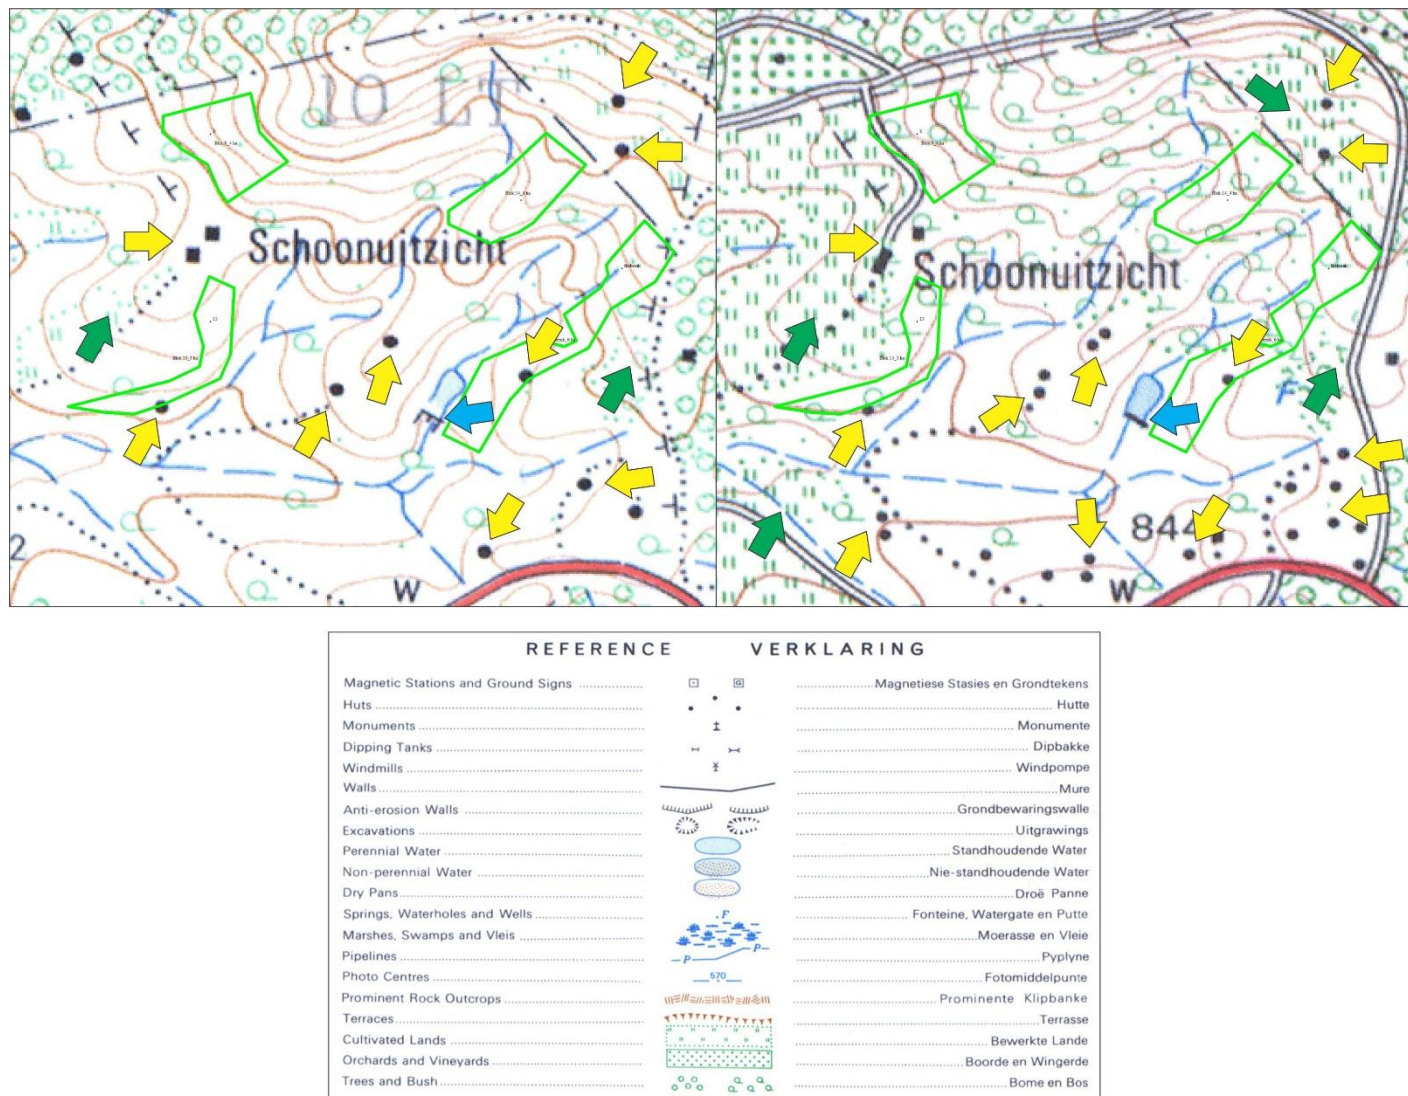 10 LT
Schoonuitzicht
2
W
Schoonuitzicht
F
844
W
REFERENCE VERKLARING
Magnetic Stations and Ground Signs Magnetiese Stasies en Grondtekens
Huts Hutte
Monuments Monumente
Dipping Tanks Dipbakke
Windmills Windpompe
Walls Mure
Anti-erosion Walls Grondbewaringswalle
Excavations Uitgrawings
Perennial Water Standhoudende Water
Non-perennial Water Nie-standhoudende Water
Dry Pans Droë Panne
Springs, Waterholes and Wells F Fonteine, Watergate en Putte
Marshes, Swamps and Vleis Moerasse en Vleie
Pipelines P P Pyplyne
Photo Centres 570 Fotomiddelpunte
Prominent Rock Outcrops Prominente Klipbanke
Terraces Terrasse
Cultivated Lands Bewerkte Lande
Orchards and Vineyards Boorde en Wingerde
Trees and Bush Bome en Bos